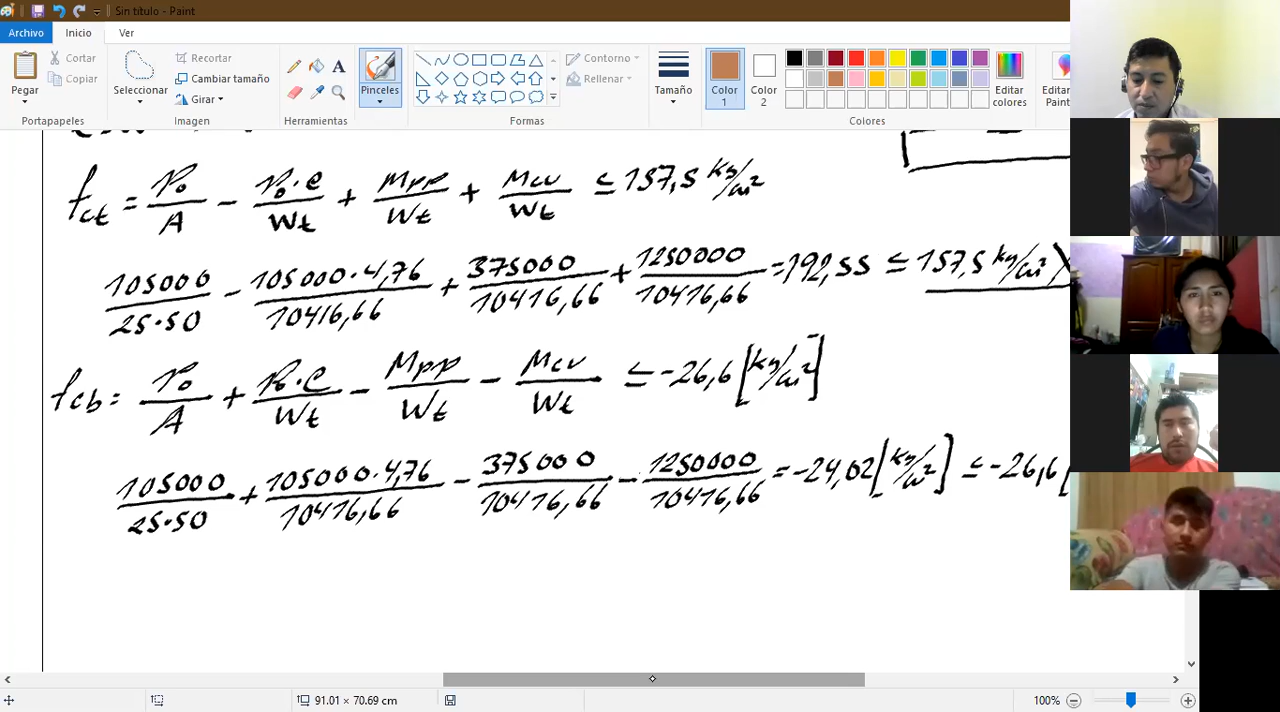 Sin título - Paint
Archivo Inicio Ver
Pegar Cortar Copiar Seleccionar Recortar Cambiar tamaño Girar Pinceles Contorno Rellenar Tamaño Color 1 Color 2 Editar colores Editar Paint
Portapapeles Imagen Herramientas Formas Colores
fct = Po/A - Po·e/Wt + Mpp/Wt + Mcv/Wt ≤ 157,5 kg/cm²
105000/25*50 - 105000·4,76/10416,66 + 375000/10416,66 + 1250000/10416,66 = 192,55 ≤ 157,5 kg/cm² X
fcb = Po/A + Po·e/Wt - Mpp/Wt - Mcv/Wt ≤ -26,6 [kg/cm²]
105000/25*50 + 105000·4,76/10416,66 - 375000/10416,66 - 1250000/10416,66 = -24,02 [kg/cm²] ≤ -26,6 [
91.01 × 70.69 cm 100%